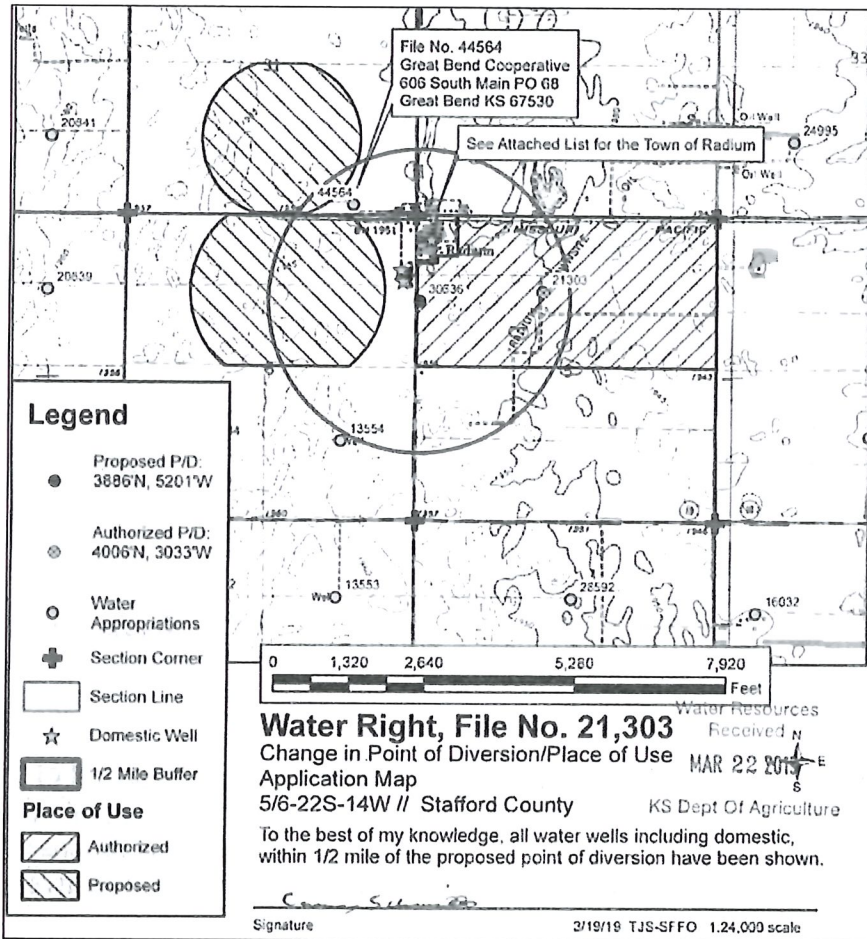 File No. 44564
Great Bend Cooperative
606 South Main PO 68
Great Bend KS 67530
See Attached List for the Town of Radium
Oil Well
24995
Oil Well
20841
44564
1957
BM 1951
MISSOURI PACIFIC
Radium
20839
30636
21303
1943
13554
Well
1957
13553
Well
28592
16032
Legend
Proposed P/D:
3886'N, 5201'W
Authorized P/D:
4006'N, 3033'W
Water
Appropriations
Section Corner
Section Line
Domestic Well
1/2 Mile Buffer
Place of Use
Authorized
Proposed
0 1,320 2,640 5,280 7,920
Feet
Water Right, File No. 21,303
Change in Point of Diversion/Place of Use
Application Map
5/6-22S-14W // Stafford County
Water Resources
Received
MAR 22 2019
KS Dept Of Agriculture
N
E
S
To the best of my knowledge, all water wells including domestic,
within 1/2 mile of the proposed point of diversion have been shown.
Signature
3/19/19 TJS-SFFO 1:24,000 scale